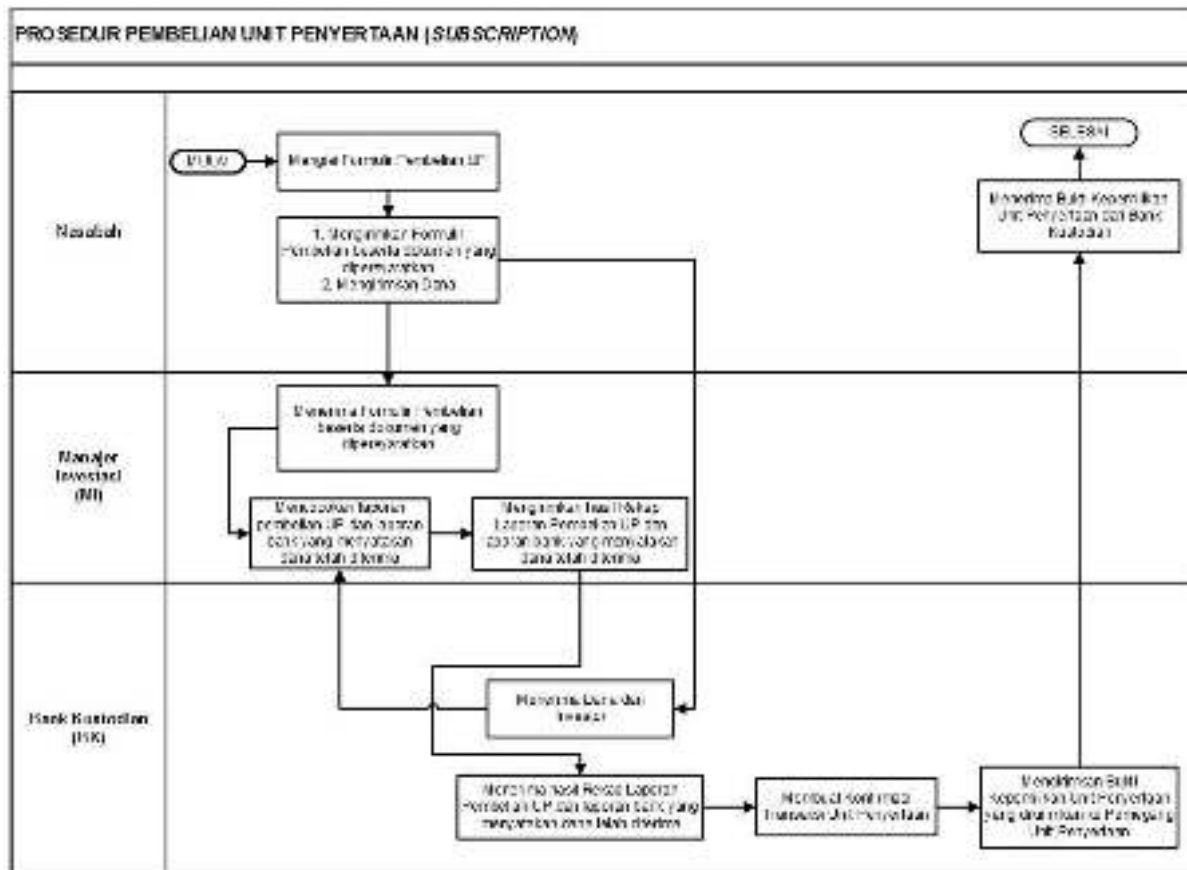 PROSEDUR PEMBELIAN UNIT PENYERTAAN (SUBSCRIPTION)
Nasabah
MULAI
Mengisi Formulir Pembelian UP
1. Mengirimkan Formulir
Pembelian beserta dokumen yang
dipersyaratkan
2. Mengirimkan Dana
SELESAI
Menerima Bukti Kepemilikan
Unit Penyertaan dari Bank
Kustodian
Manajer
Investasi
(MI)
Menerima Formulir Pembelian
beserta dokumen yang
dipersyaratkan
Mencocokan laporan
pembelian UP dan laporan
bank yang menyatakan
dana telah diterima
Mengirimkan hasil Rekap
Laporan Pembelian UP dan
laporan bank yang menyatakan
dana telah diterima
Bank Kustodian
(BK)
Menerima Dana dari
Investor
Menerima hasil Rekap Laporan
Pembelian UP dan laporan bank yang
menyatakan dana telah diterima
Membuat Konfirmasi
Transaksi Unit Penyertaan
Mengirimkan Bukti
Kepemilikan Unit Penyertaan
yang dikirimkan ke Pemegang
Unit Penyertaan